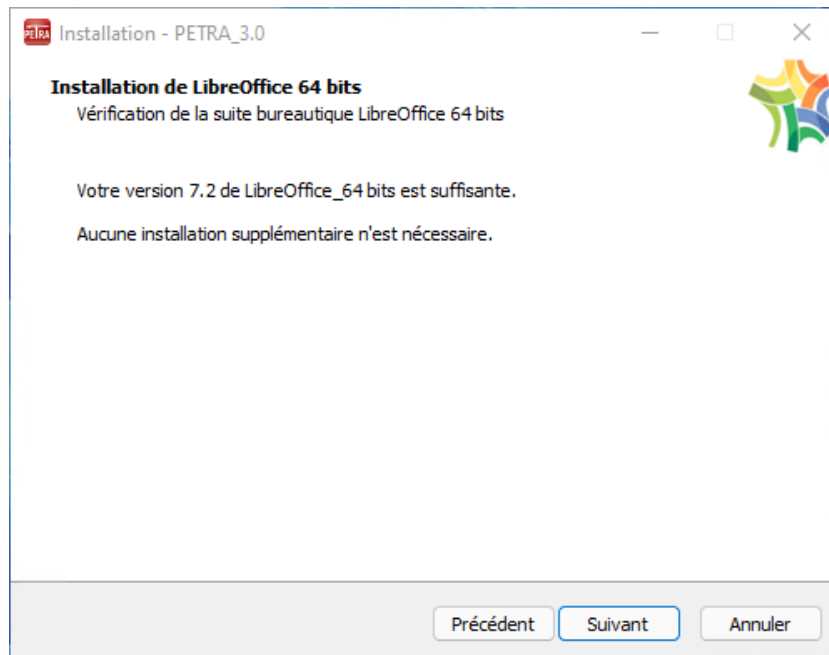 PETRA Installation - PETRA_3.0
Installation de LibreOffice 64 bits
Vérification de la suite bureautique LibreOffice 64 bits
Votre version 7.2 de LibreOffice_64 bits est suffisante.
Aucune installation supplémentaire n'est nécessaire.
Précédent Suivant Annuler